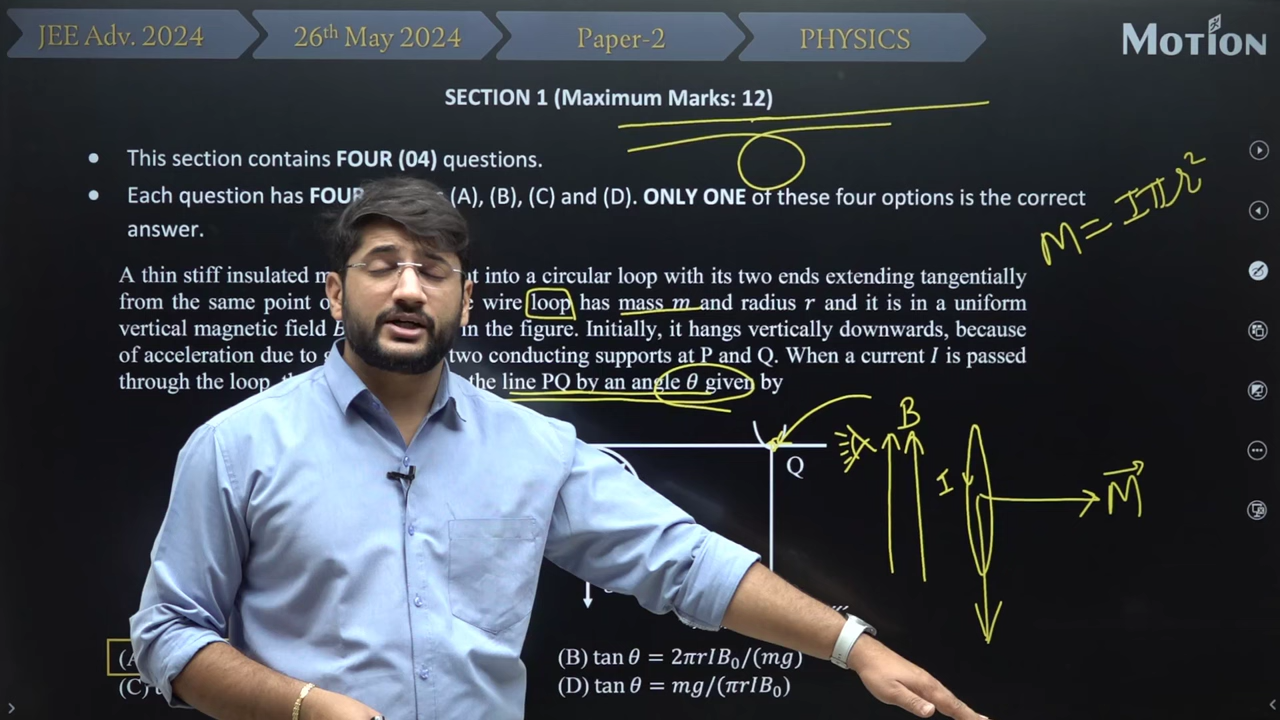 JEE Adv. 2024
26th May 2024
Paper-2
PHYSICS
MOTION
SECTION 1 (Maximum Marks: 12)
• This section contains FOUR (04) questions.
• Each question has FOUR (A), (B), (C) and (D). ONLY ONE of these four options is the correct
answer.
M = Iπr²
A thin stiff insulated into a circular loop with its two ends extending tangentially
from the same point wire loop has mass m and radius r and it is in a uniform
vertical magnetic field in the figure. Initially, it hangs vertically downwards, because
of acceleration due to two conducting supports at P and Q. When a current I is passed
through the loop, the line PQ by an angle θ given by
B
Q
I
M
(B) tan θ = 2πrIB₀/(mg)
(C)
(D) tan θ = mg/(πrIB₀)